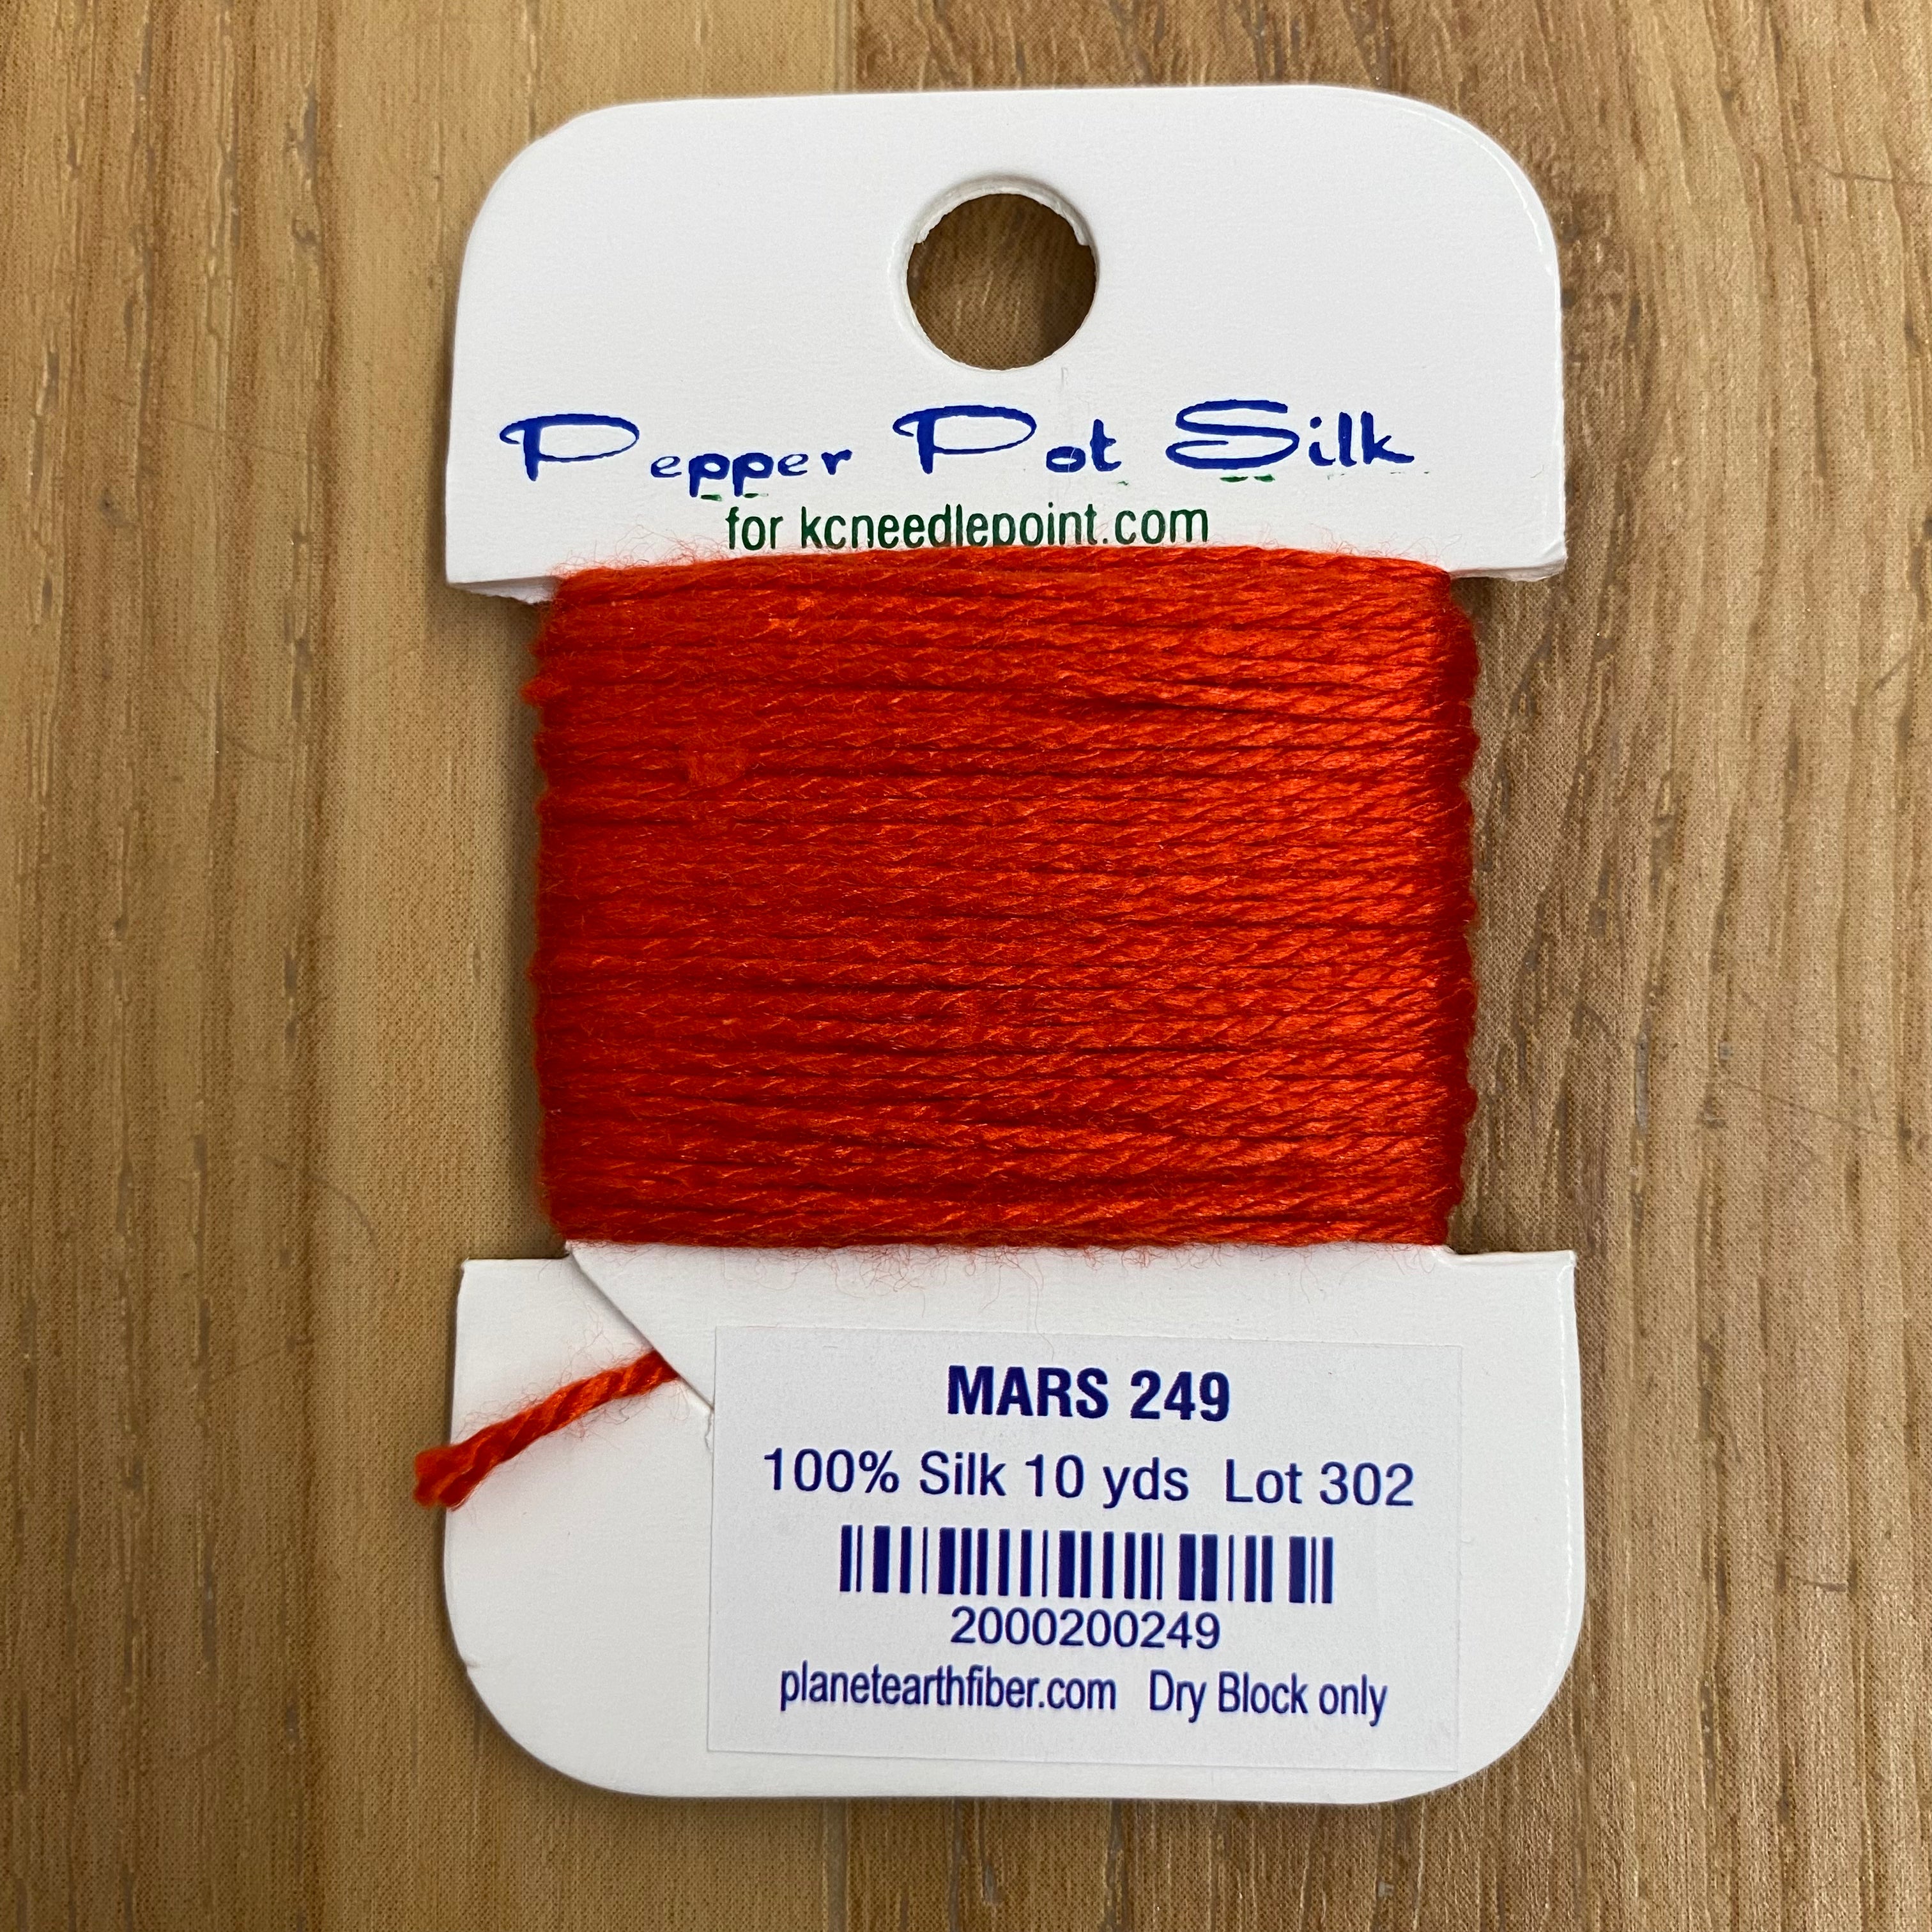 Pepper Pot Silk
for kcneedlepoint.com
MARS 249
100% Silk 10 yds Lot 302
2000200249
planetearthfiber.com Dry Block only